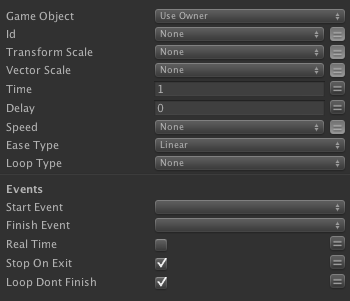 Game Object Use Owner
Id None
Transform Scale None
Vector Scale None
Time 1
Delay 0
Speed None
Ease Type Linear
Loop Type None
Events
Start Event
Finish Event
Real Time
Stop On Exit
Loop Dont Finish